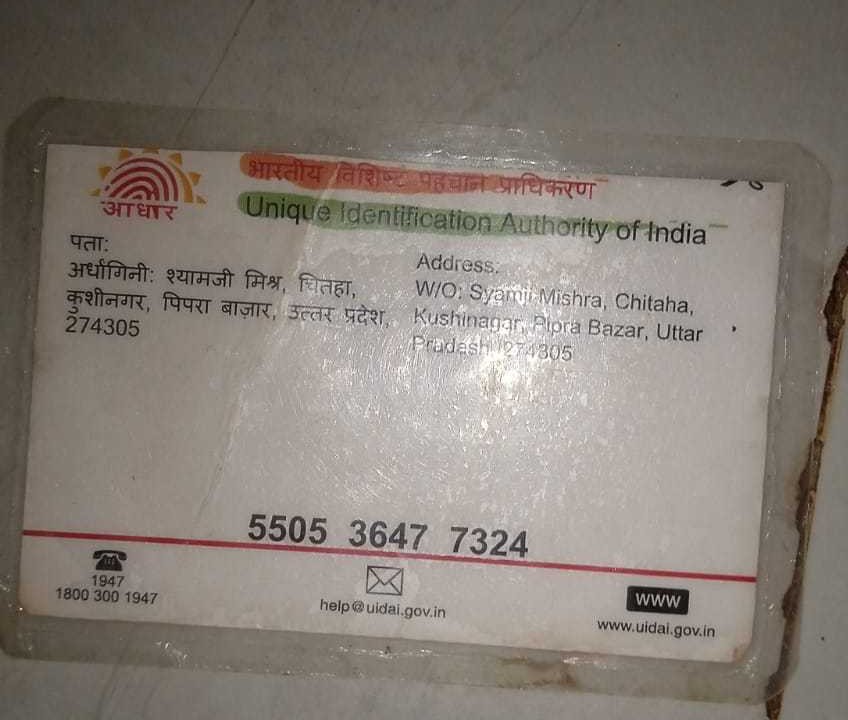 भारतीय विशिष्ट पहचान प्राधिकरण
आधार
Unique Identification Authority of India
पता:
अर्धांगिनी: श्यामजी मिश्र, चितहा,
कुशीनगर, पिपरा बाज़ार, उत्तर प्रदेश,
274305
Address:
W/O: Syamji Mishra, Chitaha,
Kushinagar, Pipra Bazar, Uttar
Pradash, 274305
5505 3647 7324
1947
1800 300 1947
help@uidai.gov.in
www
www.uidai.gov.in